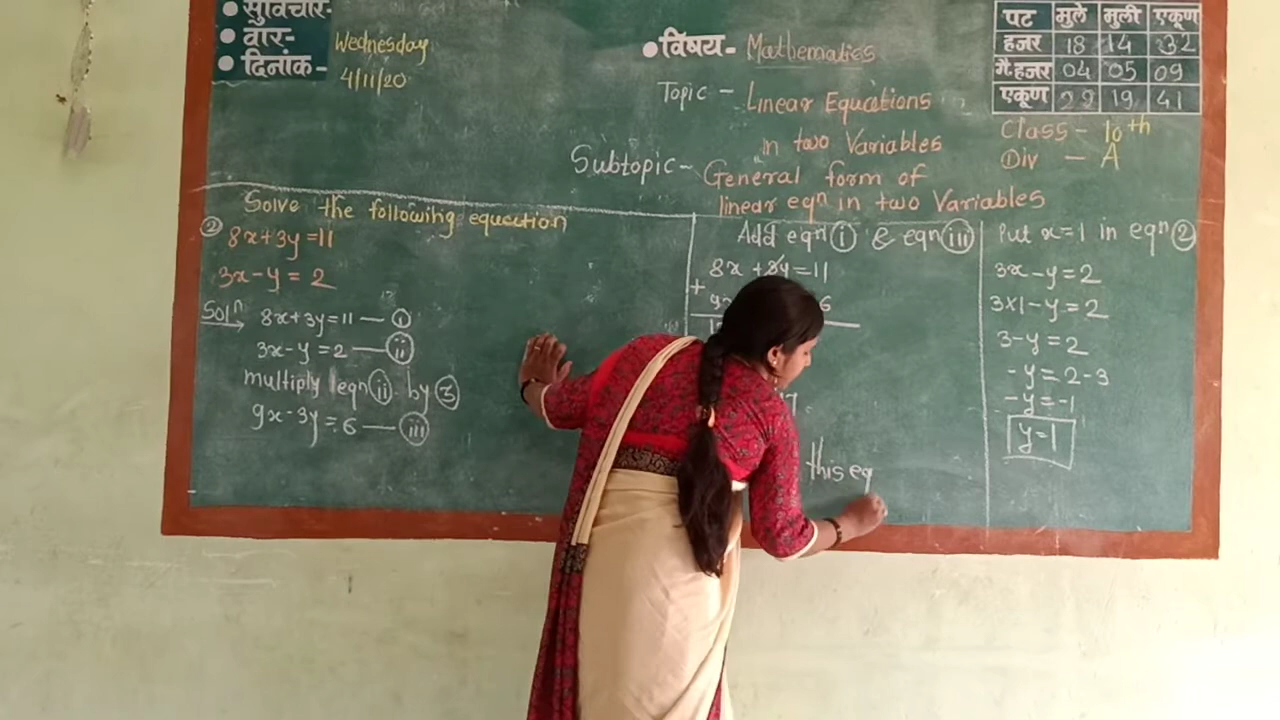 • सुविचार-
• वार- Wednesday
• दिनांक- 4/11/20
• विषय- Mathematics
Topic - Linear Equations
in two Variables
Subtopic - General form of
linear eqn in two Variables
पट मुले मुली एकूण
हजर 18 14 32
गै.हजर 04 05 09
एकूण 22 19 41
Class - 10th
Div - A
Solve the following equation
② 8x+3y=11
3x-y=2
Soln 8x+3y=11 — ⓘ
3x-y=2 — ⓘⓘ
multiply eqn ⓘⓘ by ③
9x-3y=6 — ⓘⓘⓘ
Add eqn ⓘ & eqn ⓘⓘⓘ
8x+3y=11
+
6
this eq
Put x=1 in eqn ②
3x-y=2
3x1-y=2
3-y=2
-y=2-3
-y=-1
y=1